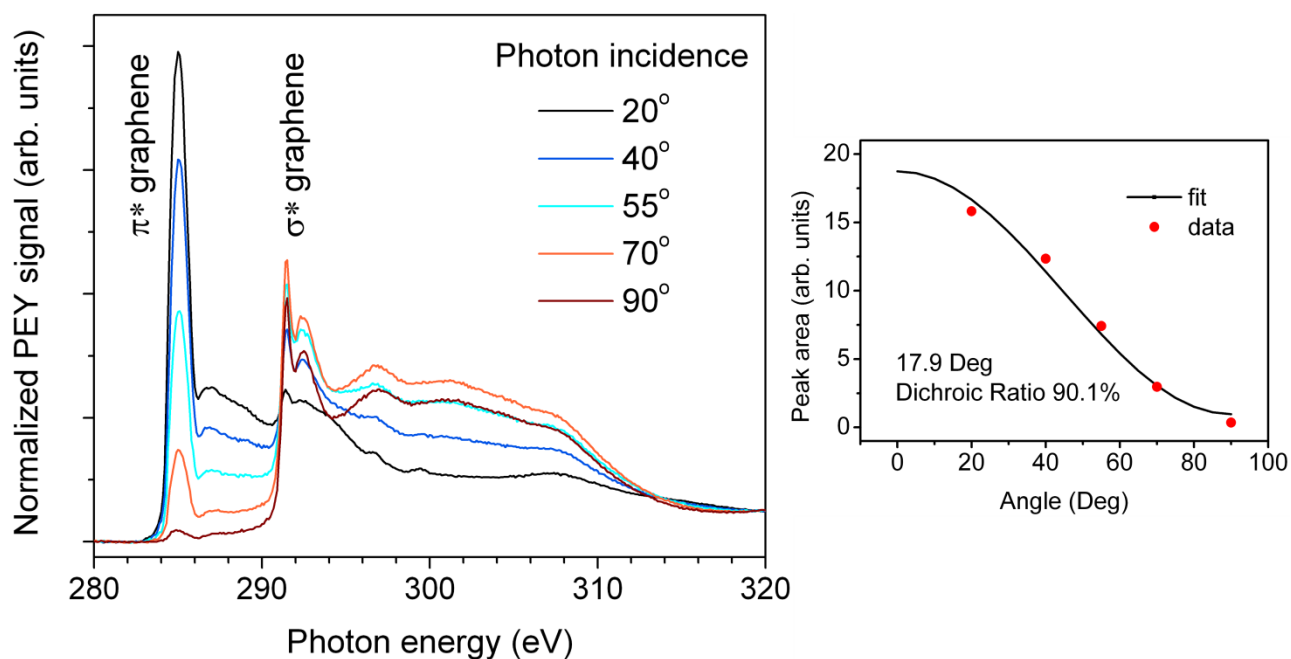 Normalized PEY signal (arb. units)
π* graphene
σ* graphene
Photon incidence
20°
40°
55°
70°
90°
280
290
300
310
320
Photon energy (eV)
Peak area (arb. units)
20
15
10
5
0
fit
data
17.9 Deg
Dichroic Ratio 90.1%
0
20
40
60
80
100
Angle (Deg)